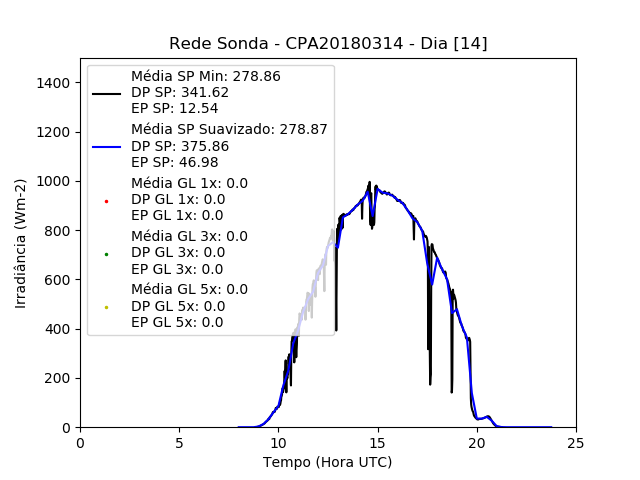 Rede Sonda - CPA20180314 - Dia [14]
Média SP Min: 278.86
DP SP: 341.62
EP SP: 12.54
Média SP Suavizado: 278.87
DP SP: 375.86
EP SP: 46.98
Média GL 1x: 0.0
DP GL 1x: 0.0
EP GL 1x: 0.0
Média GL 3x: 0.0
DP GL 3x: 0.0
EP GL 3x: 0.0
Média GL 5x: 0.0
DP GL 5x: 0.0
EP GL 5x: 0.0
Irradiância (Wm-2)
1400
1200
1000
800
600
400
200
0
0 5 10 15 20 25
Tempo (Hora UTC)